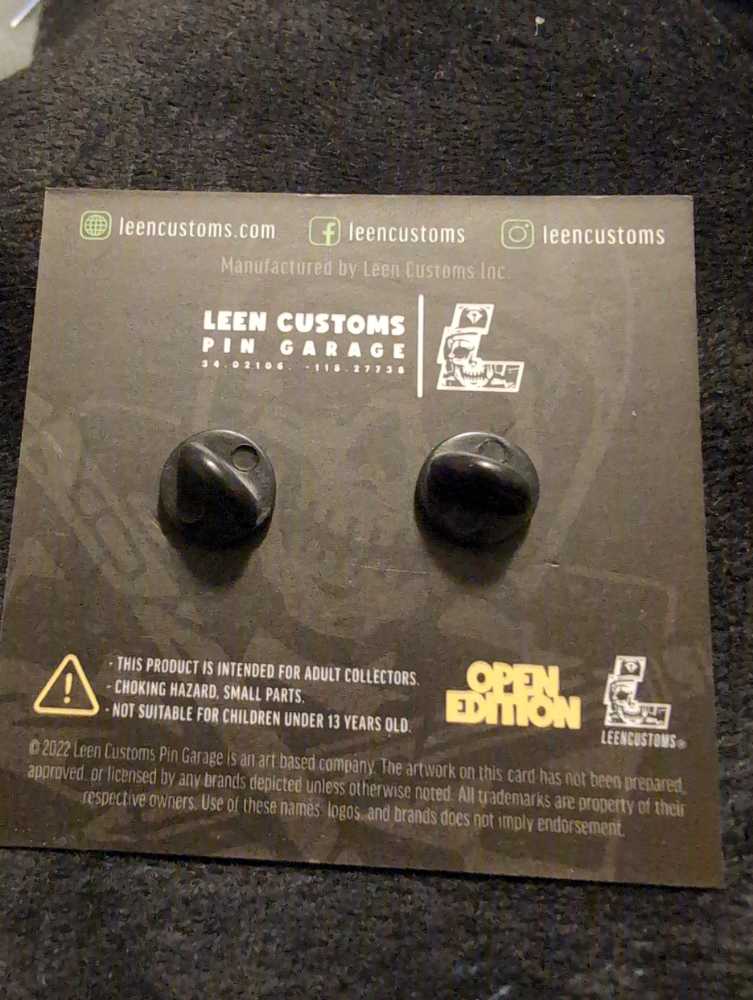 leencustoms.com leencustoms leencustoms
Manufactured by Leen Customs Inc.
LEEN CUSTOMS
PIN GARAGE
34.02106. -118.27738
- THIS PRODUCT IS INTENDED FOR ADULT COLLECTORS.
- CHOKING HAZARD, SMALL PARTS.
- NOT SUITABLE FOR CHILDREN UNDER 13 YEARS OLD.
OPEN
EDITION
LEENCUSTOMS®
© 2022 Leen Customs Pin Garage is an art based company. The artwork on this card has not been prepared,
approved, or licensed by any brands depicted unless otherwise noted. All trademarks are property of their
respective owners. Use of these names, logos, and brands does not imply endorsement.